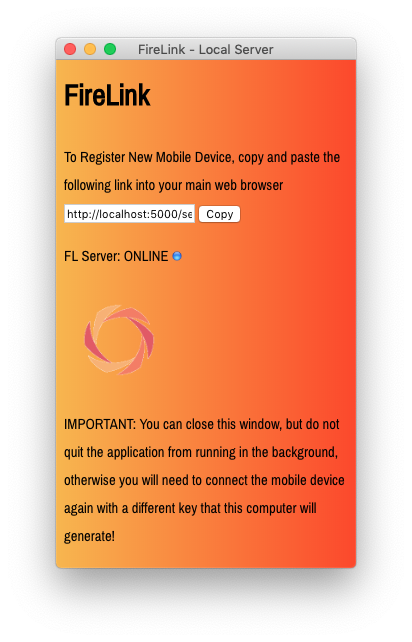 FireLink - Local Server
FireLink
To Register New Mobile Device, copy and paste the
following link into your main web browser
http://localhost:5000/se Copy
FL Server: ONLINE
IMPORTANT: You can close this window, but do not
quit the application from running in the background,
otherwise you will need to connect the mobile device
again with a different key that this computer will
generate!